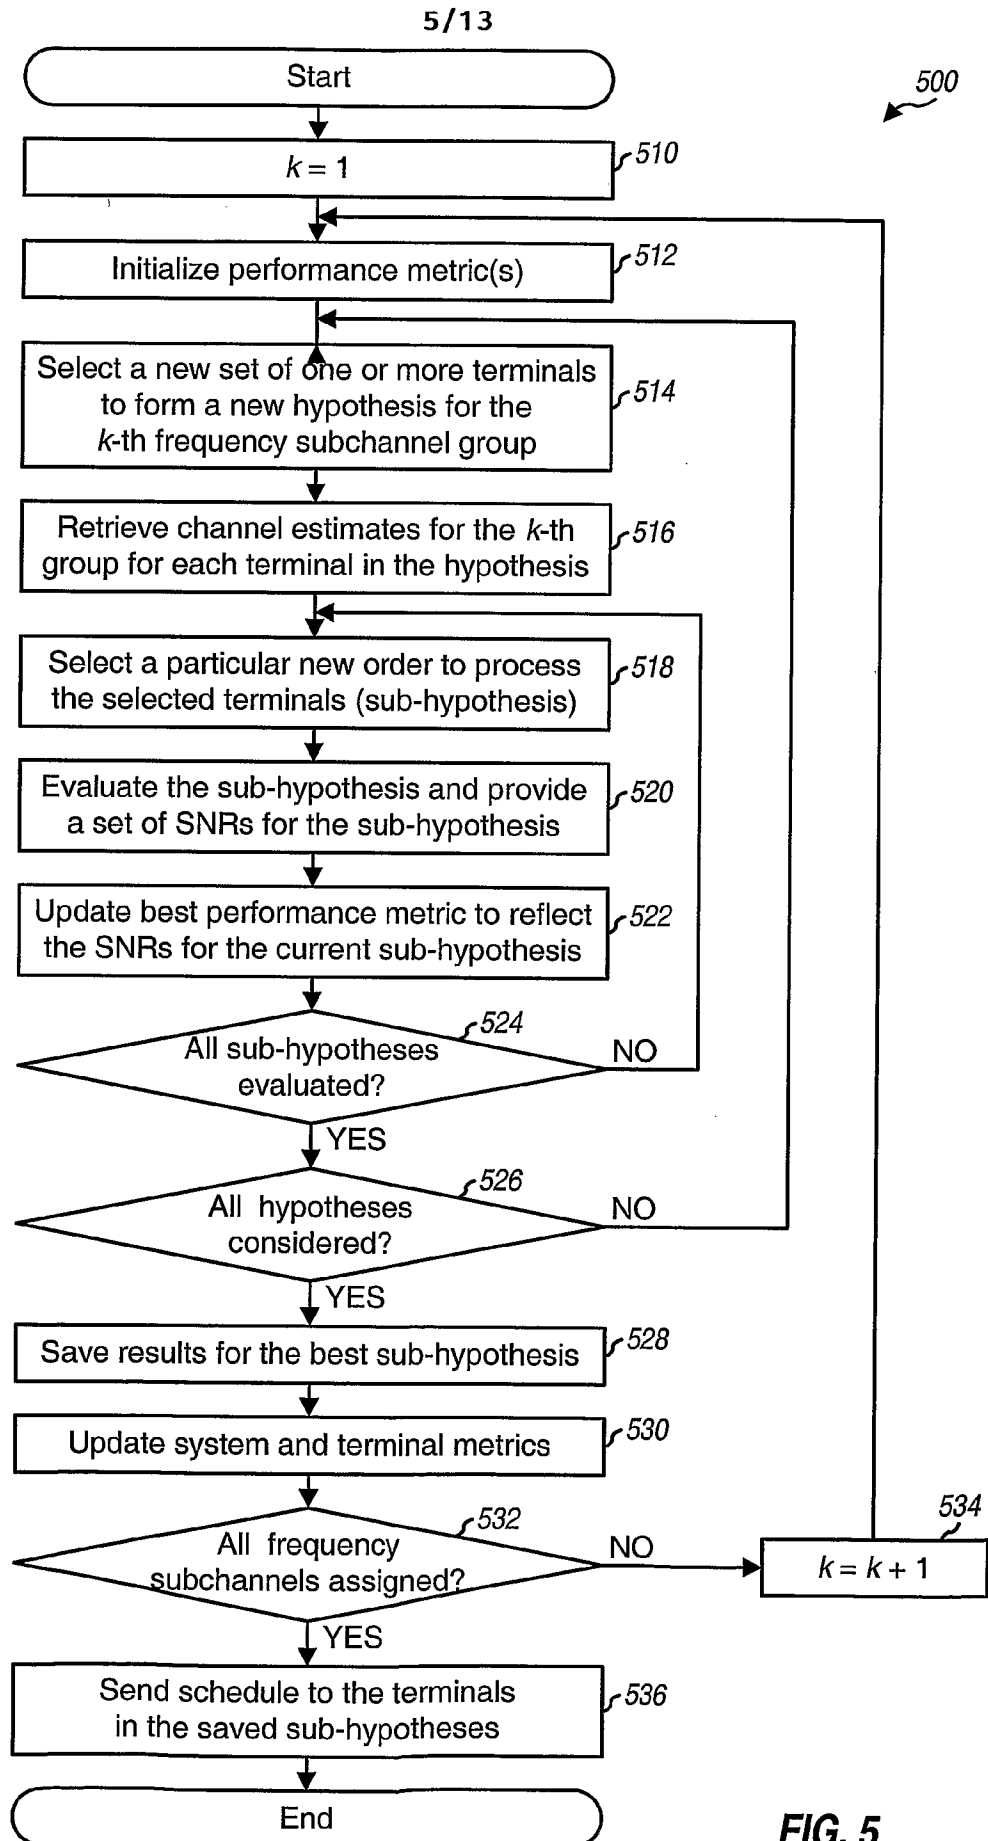 5/13
Start
500
k = 1
510
Initialize performance metric(s)
512
Select a new set of one or more terminals
to form a new hypothesis for the
k-th frequency subchannel group
514
Retrieve channel estimates for the k-th
group for each terminal in the hypothesis
516
Select a particular new order to process
the selected terminals (sub-hypothesis)
518
Evaluate the sub-hypothesis and provide
a set of SNRs for the sub-hypothesis
520
Update best performance metric to reflect
the SNRs for the current sub-hypothesis
522
524
All sub-hypotheses
evaluated?
NO
YES
526
All hypotheses
considered?
NO
YES
Save results for the best sub-hypothesis
528
Update system and terminal metrics
530
532
All frequency
subchannels assigned?
NO
534
k = k + 1
YES
Send schedule to the terminals
in the saved sub-hypotheses
536
End
FIG. 5